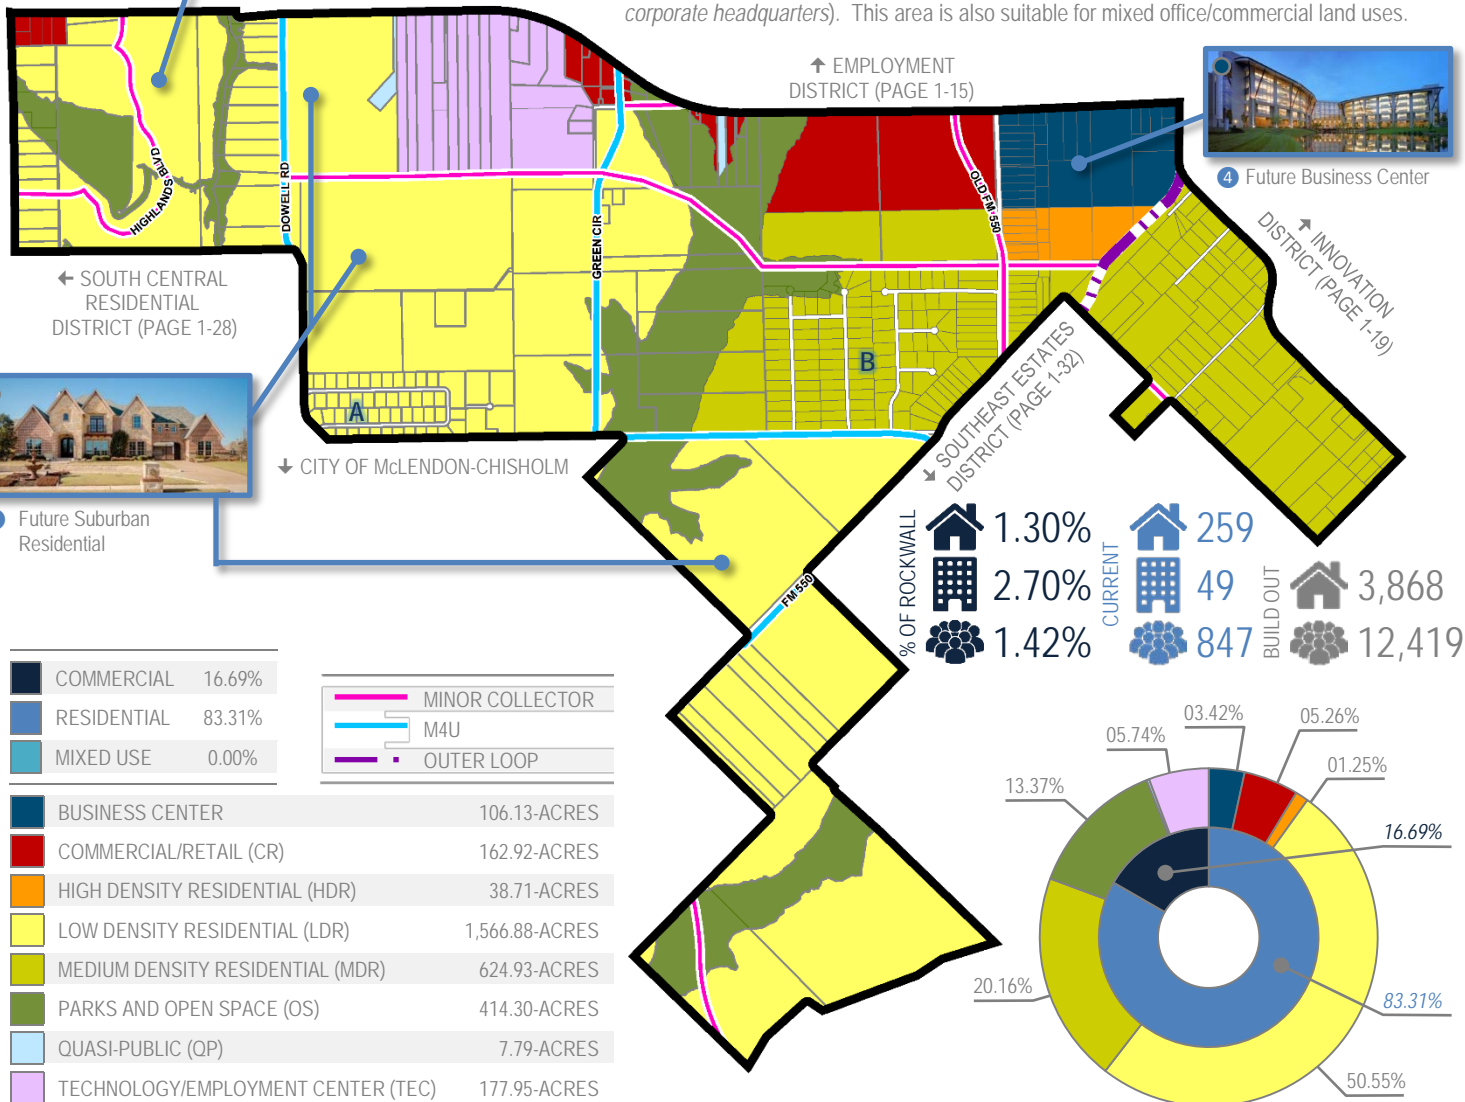 corporate headquarters). This area is also suitable for mixed office/commercial land uses.
↑ EMPLOYMENT
DISTRICT (PAGE 1-15)
4 Future Business Center
↗ INNOVATION
DISTRICT (PAGE 1-19)
HIGHLANDS BLVD
DOWELL RD
GREEN CIR
OLD FM 550
← SOUTH CENTRAL
RESIDENTIAL
DISTRICT (PAGE 1-28)
A
B
↘ SOUTHEAST ESTATES
DISTRICT (PAGE 1-32)
↓ CITY OF McLENDON-CHISHOLM
Future Suburban
Residential
FM 550
% OF ROCKWALL
1.30%
2.70%
1.42%
CURRENT
259
49
847
BUILD OUT
3,868
12,419
COMMERCIAL 16.69%
RESIDENTIAL 83.31%
MIXED USE 0.00%
MINOR COLLECTOR
M4U
OUTER LOOP
BUSINESS CENTER 106.13-ACRES
COMMERCIAL/RETAIL (CR) 162.92-ACRES
HIGH DENSITY RESIDENTIAL (HDR) 38.71-ACRES
LOW DENSITY RESIDENTIAL (LDR) 1,566.88-ACRES
MEDIUM DENSITY RESIDENTIAL (MDR) 624.93-ACRES
PARKS AND OPEN SPACE (OS) 414.30-ACRES
QUASI-PUBLIC (QP) 7.79-ACRES
TECHNOLOGY/EMPLOYMENT CENTER (TEC) 177.95-ACRES
03.42%
05.26%
05.74%
01.25%
13.37%
16.69%
20.16%
83.31%
50.55%